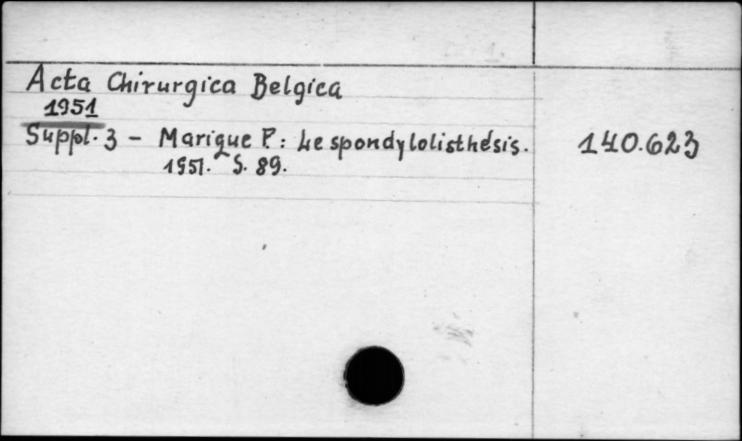 Acta Chirurgica Belgica
1951
Suppl. 3 - Marique P.: Le spondylolisthésis. 140.623
1951. S. 89.